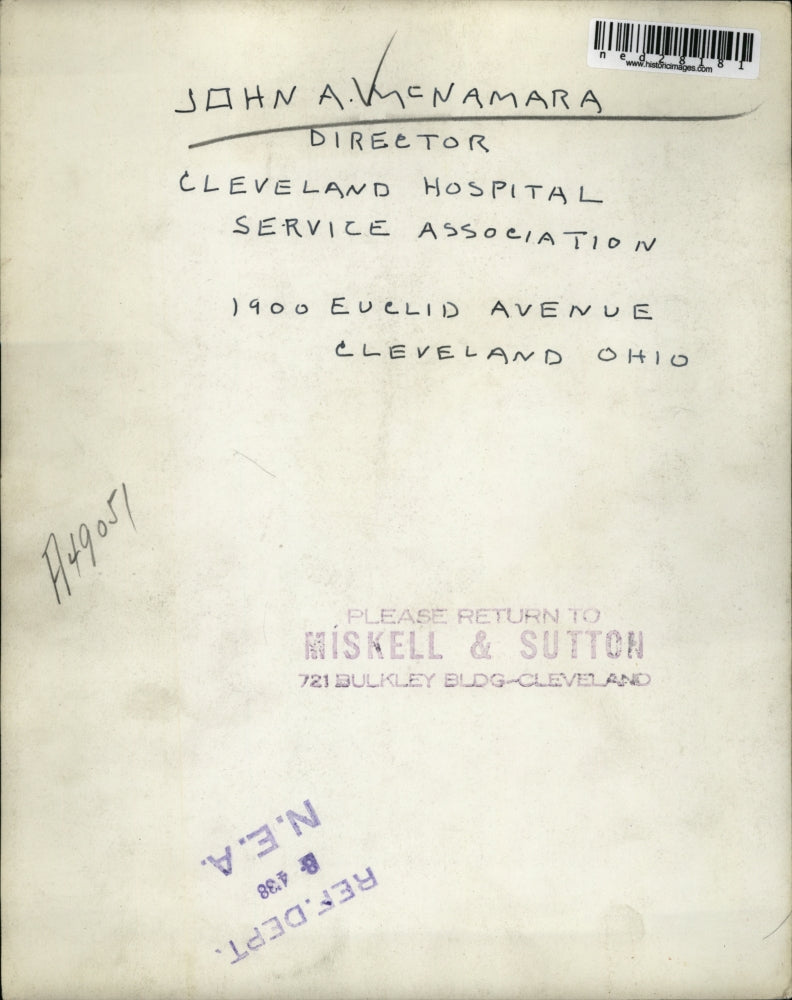 ned28181
www.historicimages.com
JOHN A. McNAMARA
DIRECTOR
CLEVELAND HOSPITAL
SERVICE ASSOCIATION
1900 EUCLID AVENUE
CLEVELAND OHIO
A49051
PLEASE RETURN TO
MISKELL & SUTTON
721 BULKLEY BLDG-CLEVELAND
REF. DEPT.
8 4 38
N.E.A.